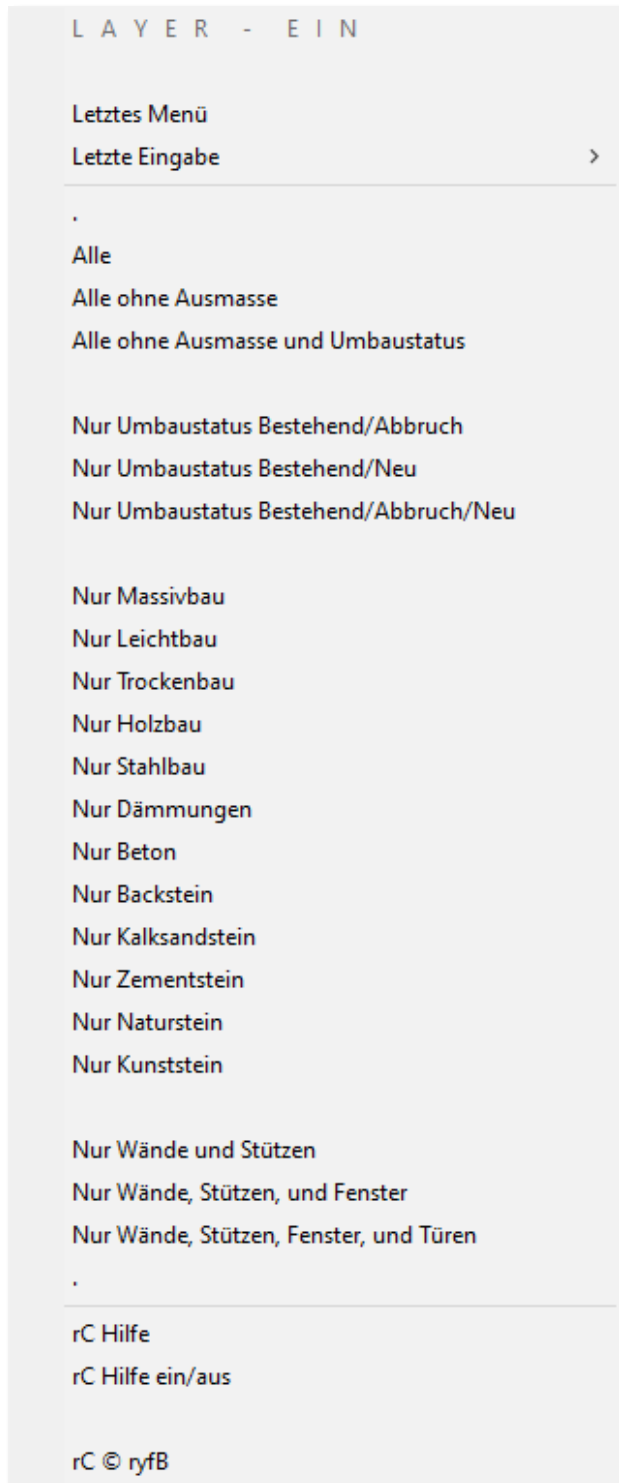 LAYER - EIN
Letztes Menü
Letzte Eingabe >
.
Alle
Alle ohne Ausmasse
Alle ohne Ausmasse und Umbaustatus
Nur Umbaustatus Bestehend/Abbruch
Nur Umbaustatus Bestehend/Neu
Nur Umbaustatus Bestehend/Abbruch/Neu
Nur Massivbau
Nur Leichtbau
Nur Trockenbau
Nur Holzbau
Nur Stahlbau
Nur Dämmungen
Nur Beton
Nur Backstein
Nur Kalksandstein
Nur Zementstein
Nur Naturstein
Nur Kunststein
Nur Wände und Stützen
Nur Wände, Stützen, und Fenster
Nur Wände, Stützen, Fenster, und Türen
.
rC Hilfe
rC Hilfe ein/aus
rC © ryfB